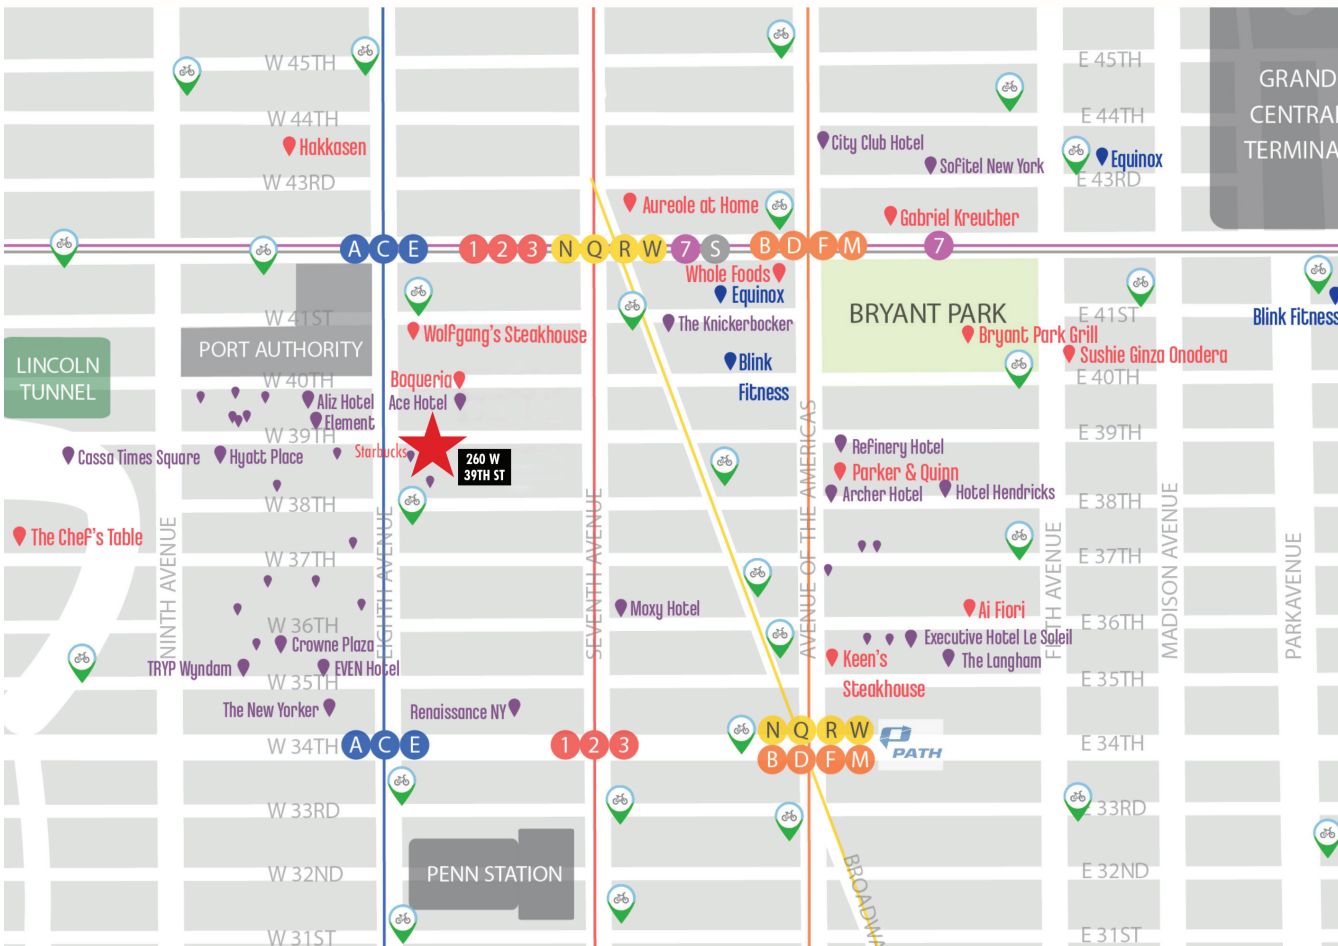 W 45TH
E 45TH
GRAND
CENTRAL
TERMINA
W 44TH
E 44TH
City Club Hotel
Hakkasen
Sofitel New York
Equinox
W 43RD
E 43RD
Aureole at Home
Gabriel Kreuther
A C E
1 2 3
N Q R W
7 S
B D F M
7
Whole Foods
Equinox
The Knickerbocker
BRYANT PARK
Bryant Park Grill
W 41ST
E 41ST
Blink Fitness
Wolfgang's Steakhouse
PORT AUTHORITY
LINCOLN
TUNNEL
Sushie Ginza Onodera
Blink
Fitness
W 40TH
E 40TH
Boqueria
Aliz Hotel
Ace Hotel
Element
W 39TH
E 39TH
Starbucks
260 W
39TH ST
Cassa Times Square
Hyatt Place
Refinery Hotel
Parker & Quinn
Archer Hotel
Hotel Hendricks
W 38TH
E 38TH
The Chef's Table
W 37TH
E 37TH
NINTH AVENUE
EIGHTH AVENUE
SEVENTH AVENUE
AVENUE OF THE AMERICAS
FIFTH AVENUE
MADISON AVENUE
PARKAVENUE
Moxy Hotel
Ai Fiori
W 36TH
E 36TH
Crowne Plaza
Executive Hotel Le Soleil
The Langham
Keen's
Steakhouse
TRYP Wyndam
EVEN Hotel
W 35TH
E 35TH
The New Yorker
Renaissance NY
W 34TH
A C E
1 2 3
N Q R W
B D F M
PATH
E 34TH
W 33RD
E 33RD
PENN STATION
W 32ND
E 32ND
BROADWA
W 31ST
E 31ST